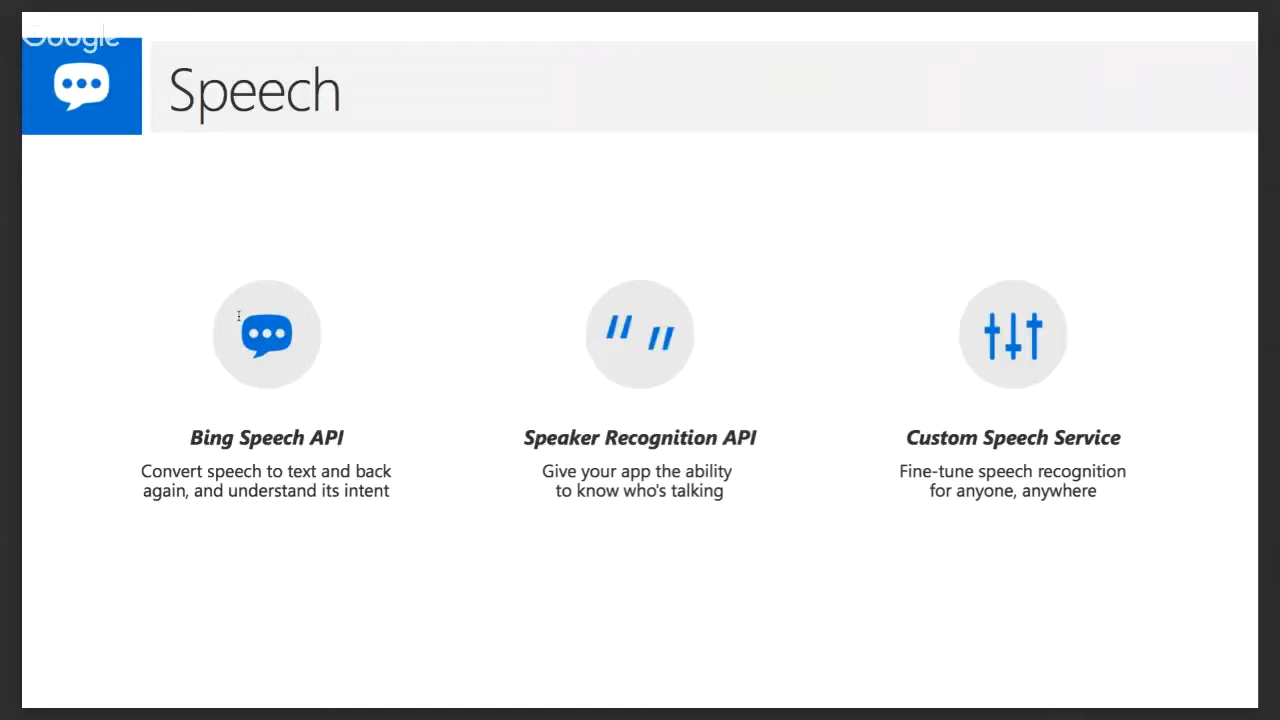 Google
Speech
Bing Speech API
Convert speech to text and back
again, and understand its intent
Speaker Recognition API
Give your app the ability
to know who's talking
Custom Speech Service
Fine-tune speech recognition
for anyone, anywhere